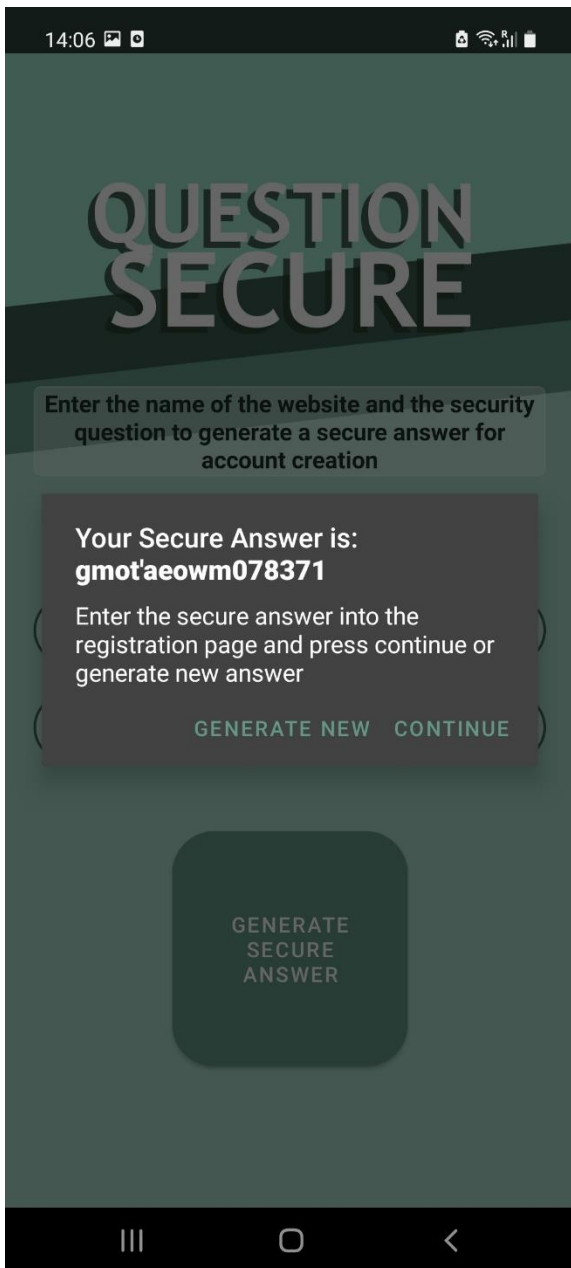 14:06
R
QUESTION
SECURE
Enter the name of the website and the security
question to generate a secure answer for
account creation
Your Secure Answer is:
gmot'aeowm078371
Enter the secure answer into the
registration page and press continue or
generate new answer
GENERATE NEW CONTINUE
GENERATE
SECURE
ANSWER